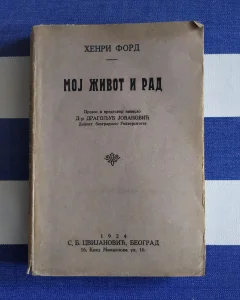 ХЕНРИ ФОРД
МОЈ ЖИВОТ И РАД
Превео и предговор написао
Д-р ДРАГОЉУБ ЈОВАНОВИЋ
Доцент Београдског Универзитета
1924
С. Б. ЦВИЈАНОВИЋ, БЕОГРАД